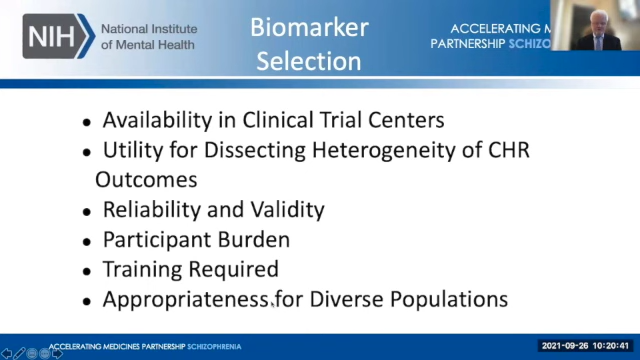 NIH
National Institute
of Mental Health
Biomarker
Selection
ACCELERATING
PARTNERSHIP
• Availability in Clinical Trial Centers
• Utility for Dissecting Heterogeneity of CHR
Outcomes
• Reliability and Validity
• Participant Burden
• Training Required
• Appropriateness for Diverse Populations
ACCELERATING MEDICINES PARTNERSHIP SCHIZOPHRENIA
2021-09-26 10:20:41